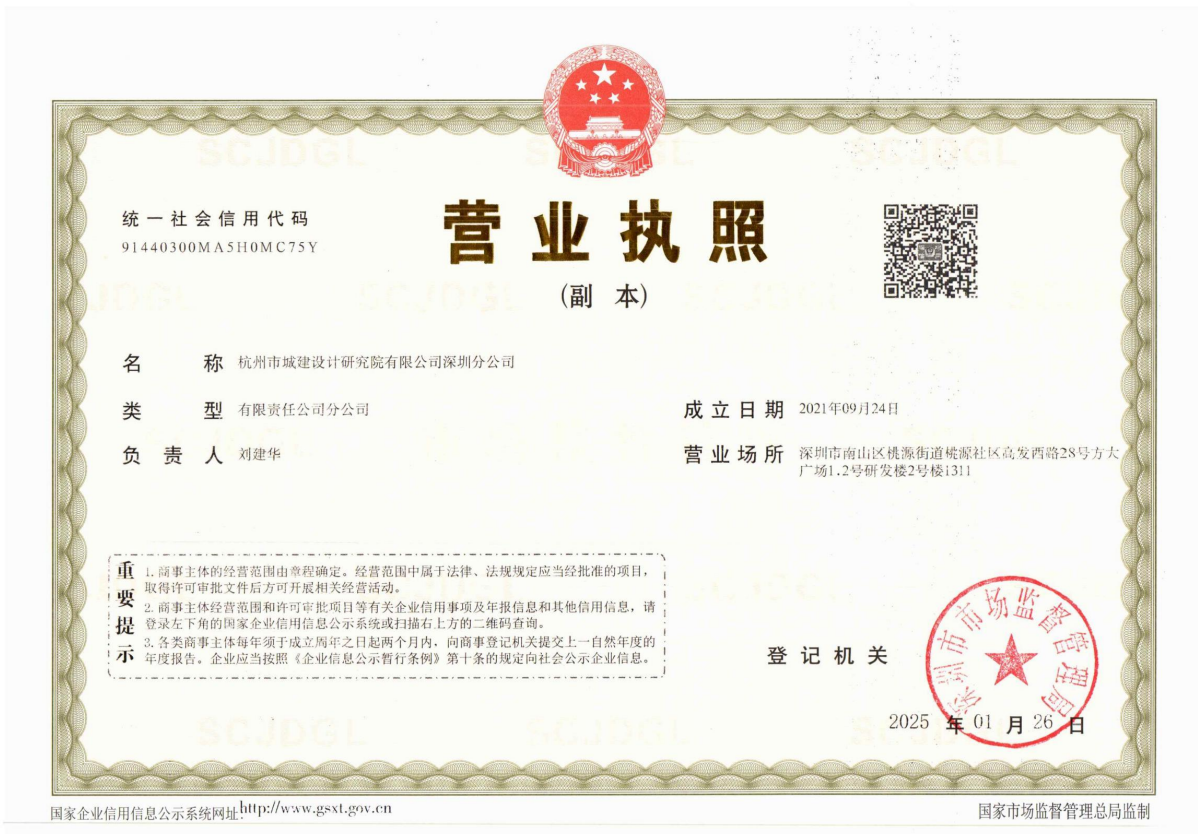 统一社会信用代码
91440300MA5H0MC75Y
营业执照
(副 本)
名 称 杭州市城建设计研究院有限公司深圳分公司
类 型 有限责任公司分公司
负 责 人 刘建华
成立日期 2021年09月24日
营业场所 深圳市南山区桃源街道桃源社区高发西路28号方大
广场1.2号研发楼2号楼1311
重要提示
1. 商事主体的经营范围由章程确定。经营范围中属于法律、法规规定应当经批准的项目，
取得许可审批文件后方可开展相关经营活动。
2. 商事主体经营范围和许可审批项目等有关企业信用事项及年报信息和其他信用信息，请
登录左下角的国家企业信用信息公示系统或扫描右上方的二维码查询。
3. 各类商事主体每年须于成立周年之日起两个月内，向商事登记机关提交上一自然年度的
年度报告。企业应当按照《企业信息公示暂行条例》第十条的规定向社会公示企业信息。
登记机关
深圳市市场监督管理局
2025 年 01 月 26 日
国家企业信用信息公示系统网址:http://www.gsxt.gov.cn
国家市场监督管理总局监制
SCJDGL